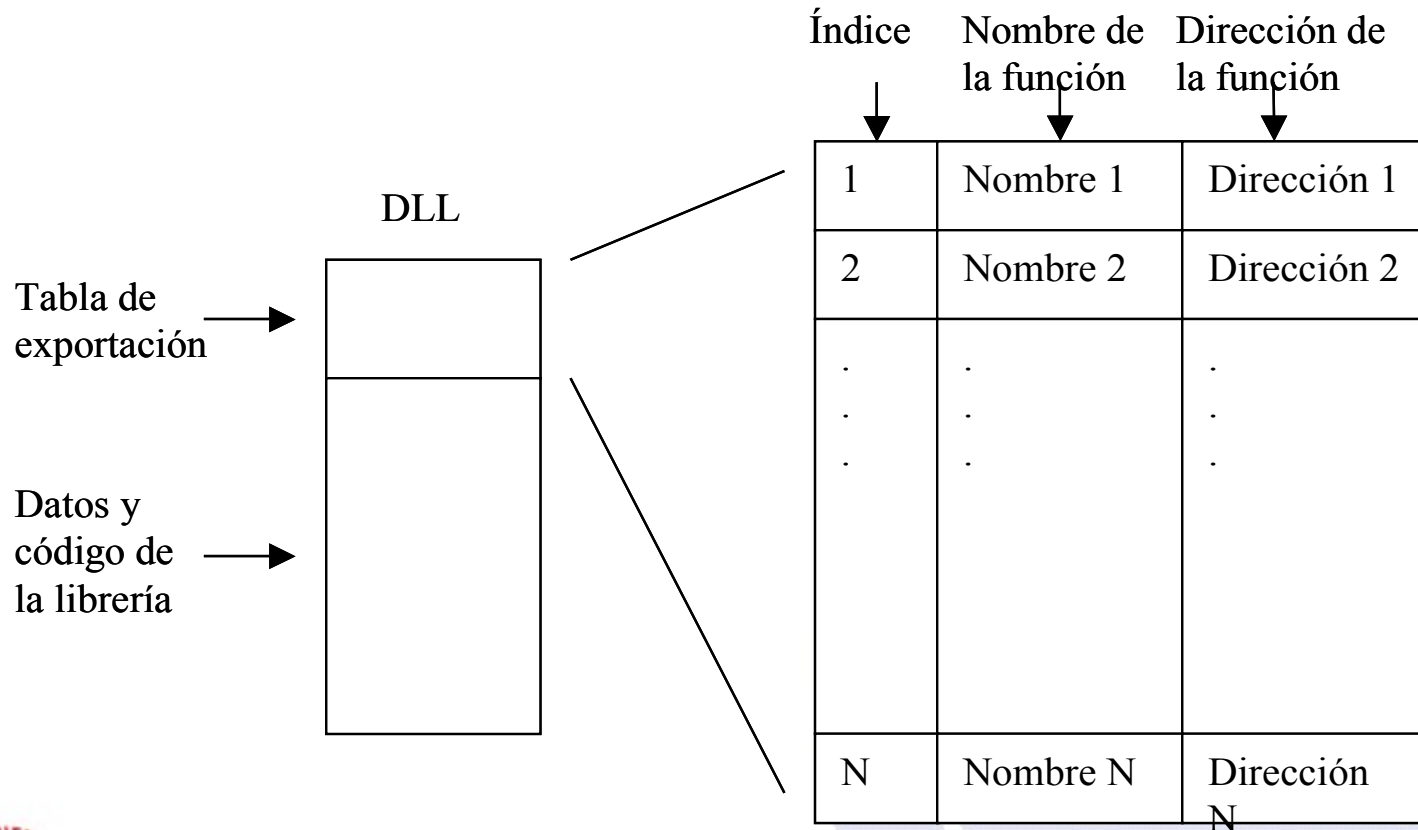 Índice
Nombre de
la función
Dirección de
la función
DLL
Tabla de
exportación
Datos y
código de
la librería
1 Nombre 1 Dirección 1
2 Nombre 2 Dirección 2
. . .
. . .
. . .
N Nombre N Dirección
N